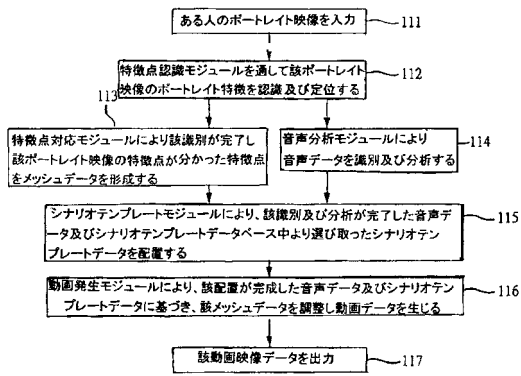 ある人のポートレイト映像を入力
111
特徴点認識モジュールを通して該ポートレイト
映像のポートレイト特徴を認識及び定位する
112
113
特徴点対応モジュールにより該識別が完了し
該ポートレイト映像の特徴点が分かった特徴点
をメッシュデータを形成する
音声分析モジュールにより
音声データを識別及び分析する
114
シナリオテンプレートモジュールにより、該識別及び分析が完了した音声デー
タ及びシナリオテンプレートデータベース中より選び取ったシナリオテン
プレートデータを配置する
115
動画発生モジュールにより、該配置が完成した音声データ及びシナリオテン
プレートデータに基づき、該メッシュデータを調整し動画データを生じる
116
該動画映像データを出力
117